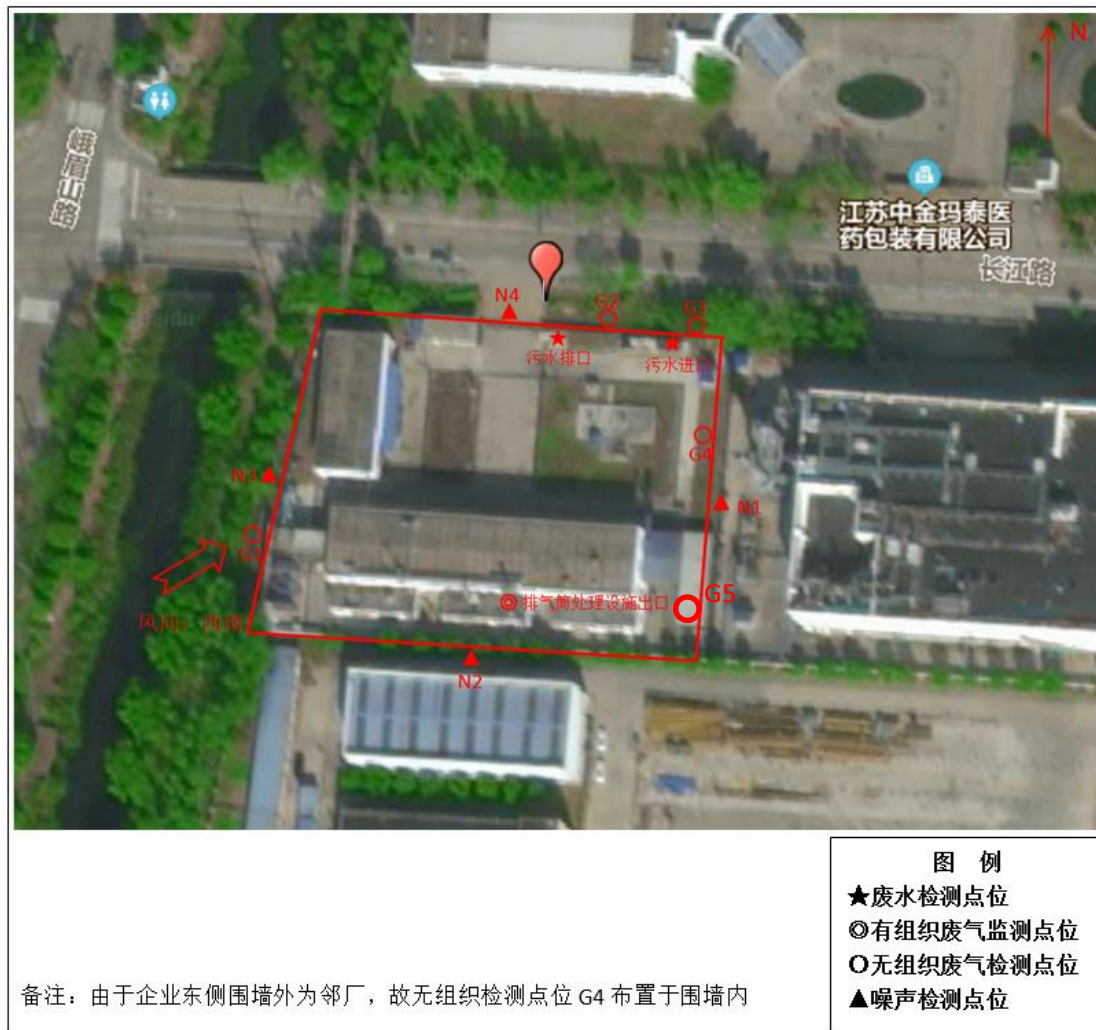 N
峨眉山路
江苏中金玛泰医
药包装有限公司
长江路
N4
G2
G3
污水排口
污水进口
G4
N3
N1
G1
排气筒处理设施出口
G5
风向：西南
N2
图 例
★废水检测点位
◎有组织废气监测点位
○无组织废气检测点位
▲噪声检测点位
备注：由于企业东侧围墙外为邻厂，故无组织检测点位 G4 布置于围墙内